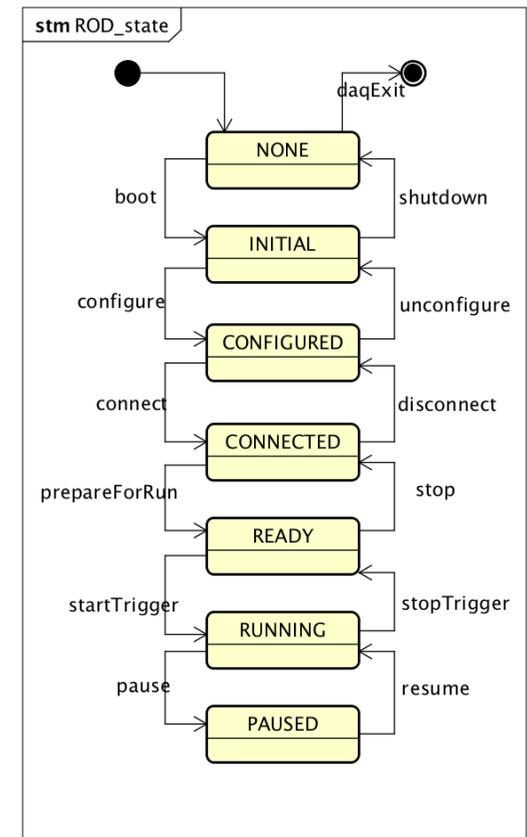 stm ROD_state
daqExit
NONE
boot
shutdown
INITIAL
configure
unconfigure
CONFIGURED
connect
disconnect
CONNECTED
prepareForRun
stop
READY
startTrigger
stopTrigger
RUNNING
pause
resume
PAUSED